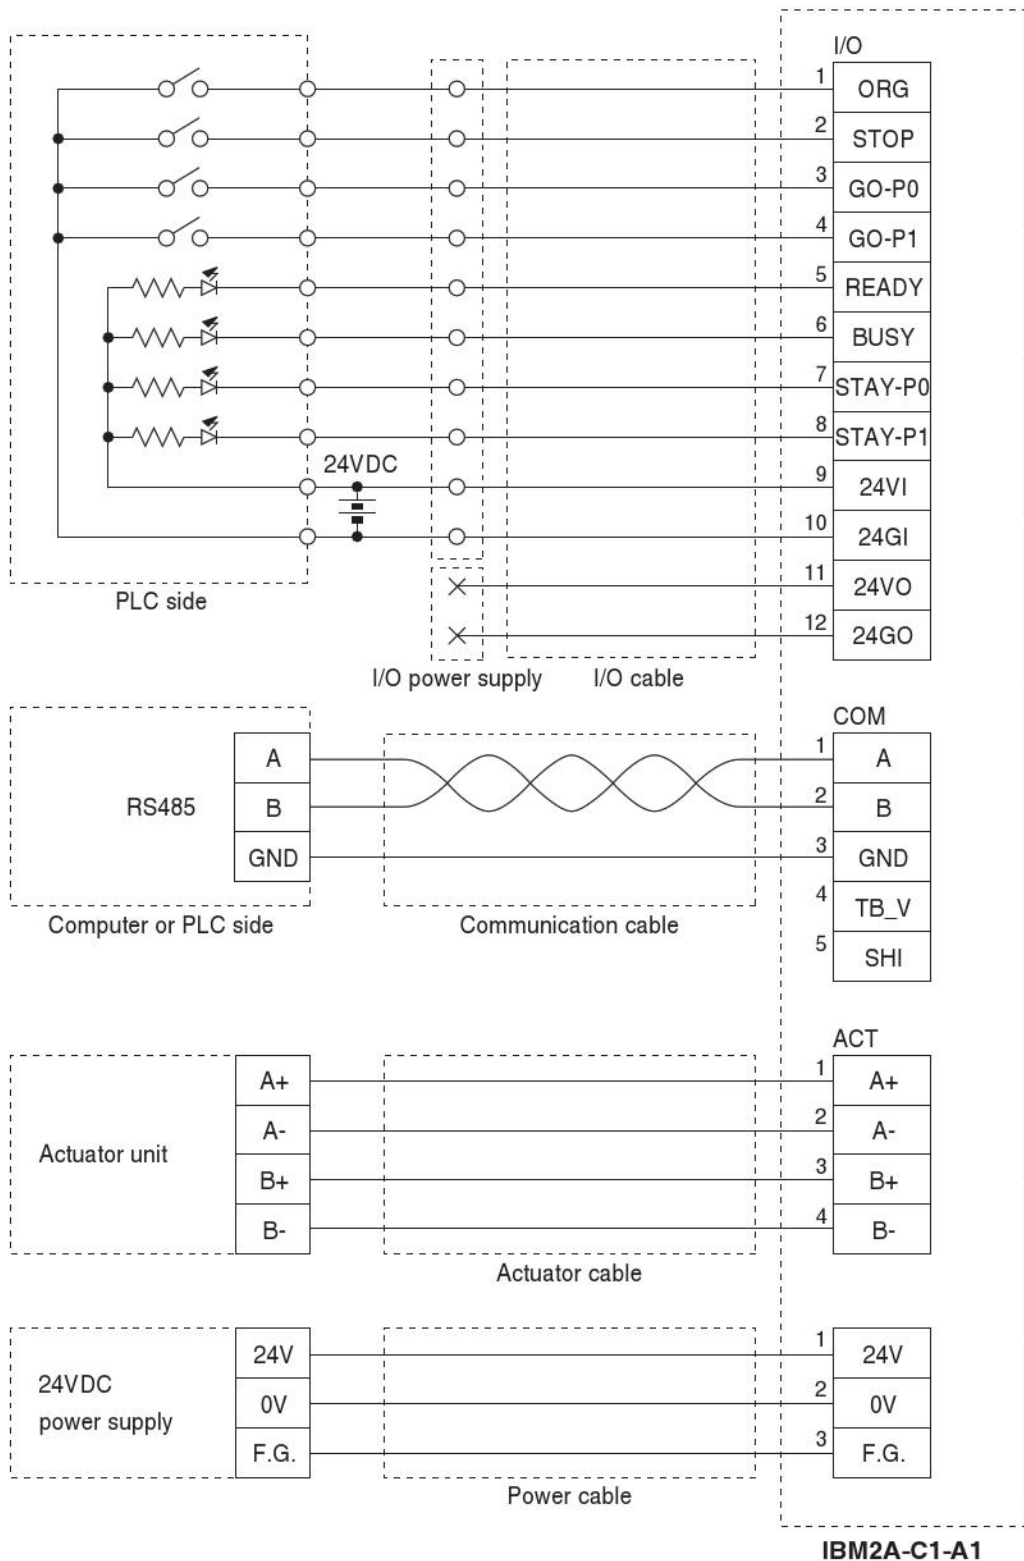 I/O
1 ORG
2 STOP
3 GO-P0
4 GO-P1
5 READY
6 BUSY
7 STAY-P0
8 STAY-P1
24VDC
9 24VI
10 24GI
11 24VO
PLC side
12 24GO
I/O power supply I/O cable
COM
A 1 A
RS485 B 2 B
GND 3 GND
4 TB_V
Computer or PLC side Communication cable
5 SHI
ACT
A+ 1 A+
A- 2 A-
Actuator unit
B+ 3 B+
B- 4 B-
Actuator cable
24V 1 24V
24VDC
power supply
0V 2 0V
F.G. 3 F.G.
Power cable
IBM2A-C1-A1